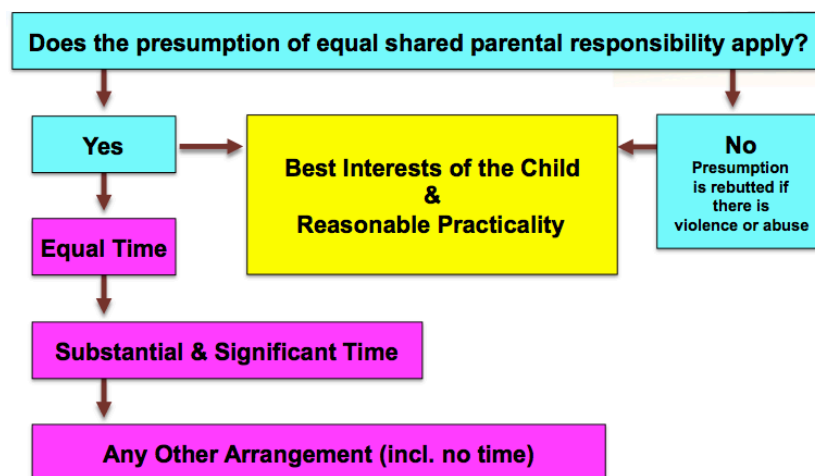 Does the presumption of equal shared parental responsibility apply?
Yes
Best Interests of the Child
&
Reasonable Practicality
No
Presumption
is rebutted if
there is
violence or abuse
Equal Time
Substantial & Significant Time
Any Other Arrangement (incl. no time)